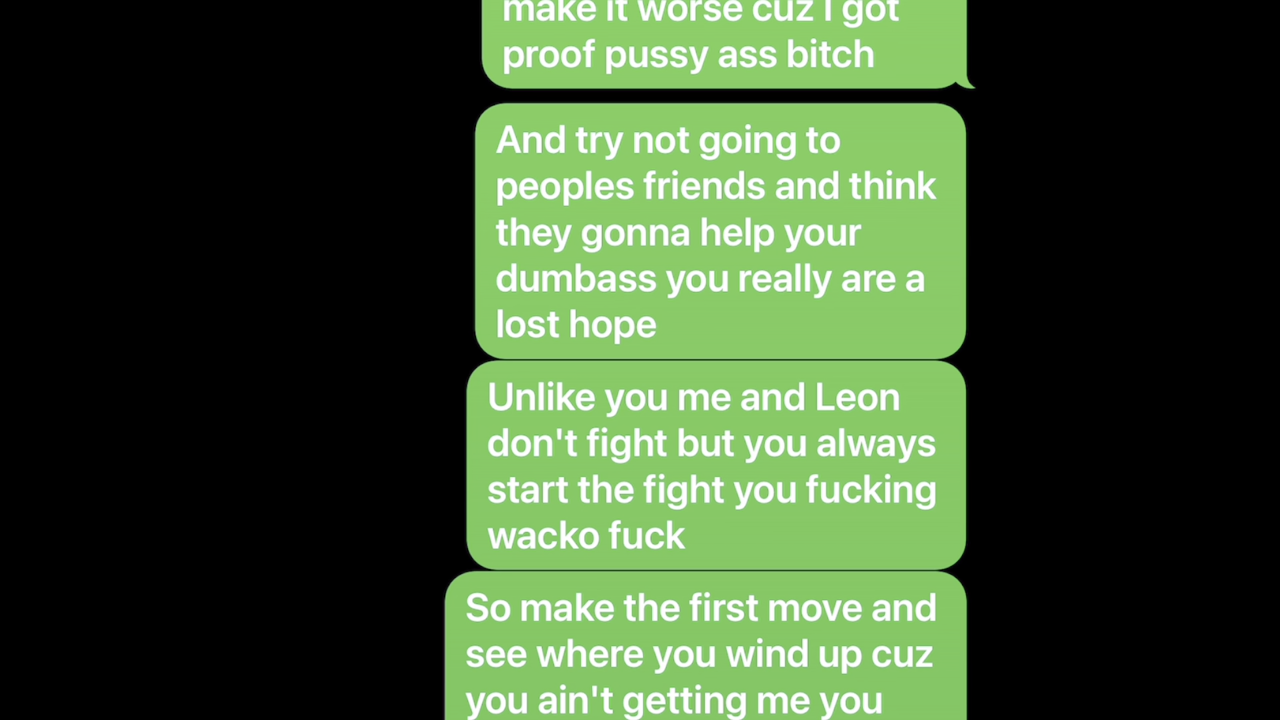 make it worse cuz I got
proof pussy ass bitch
And try not going to
peoples friends and think
they gonna help your
dumbass you really are a
lost hope
Unlike you me and Leon
don't fight but you always
start the fight you fucking
wacko fuck
So make the first move and
see where you wind up cuz
you ain't getting me you